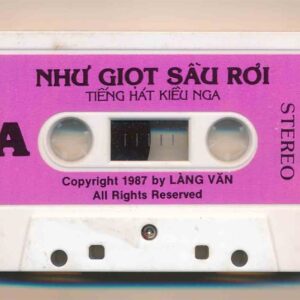 NHƯ GIỌT SẦU RƠI
TIẾNG HÁT KIỀU NGA
A
STEREO
Copyright 1987 by LÀNG VĂN
All Rights Reserved